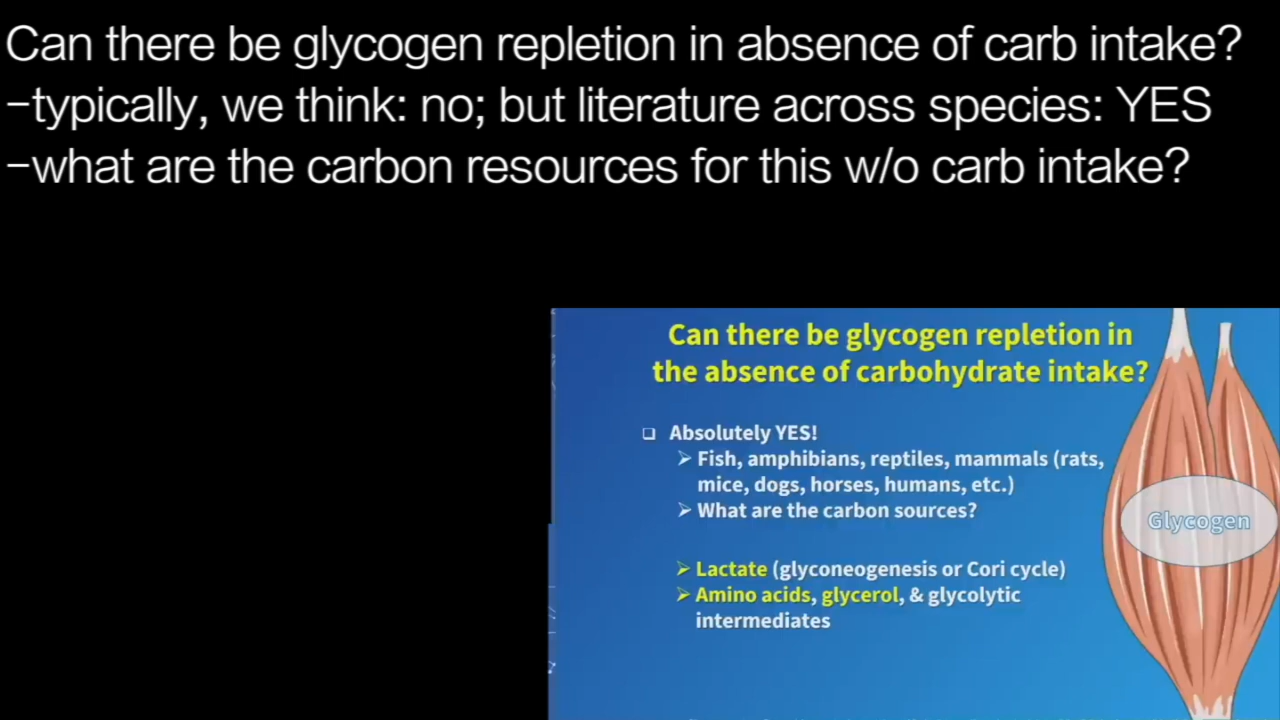 Can there be glycogen repletion in absence of carb intake?
-typically, we think: no; but literature across species: YES
-what are the carbon resources for this w/o carb intake?
Can there be glycogen repletion in
the absence of carbohydrate intake?
❑ Absolutely YES!
➢ Fish, amphibians, reptiles, mammals (rats,
mice, dogs, horses, humans, etc.)
➢ What are the carbon sources?
Glycogen
➢ Lactate (glyconeogenesis or Cori cycle)
➢ Amino acids, glycerol, & glycolytic
intermediates